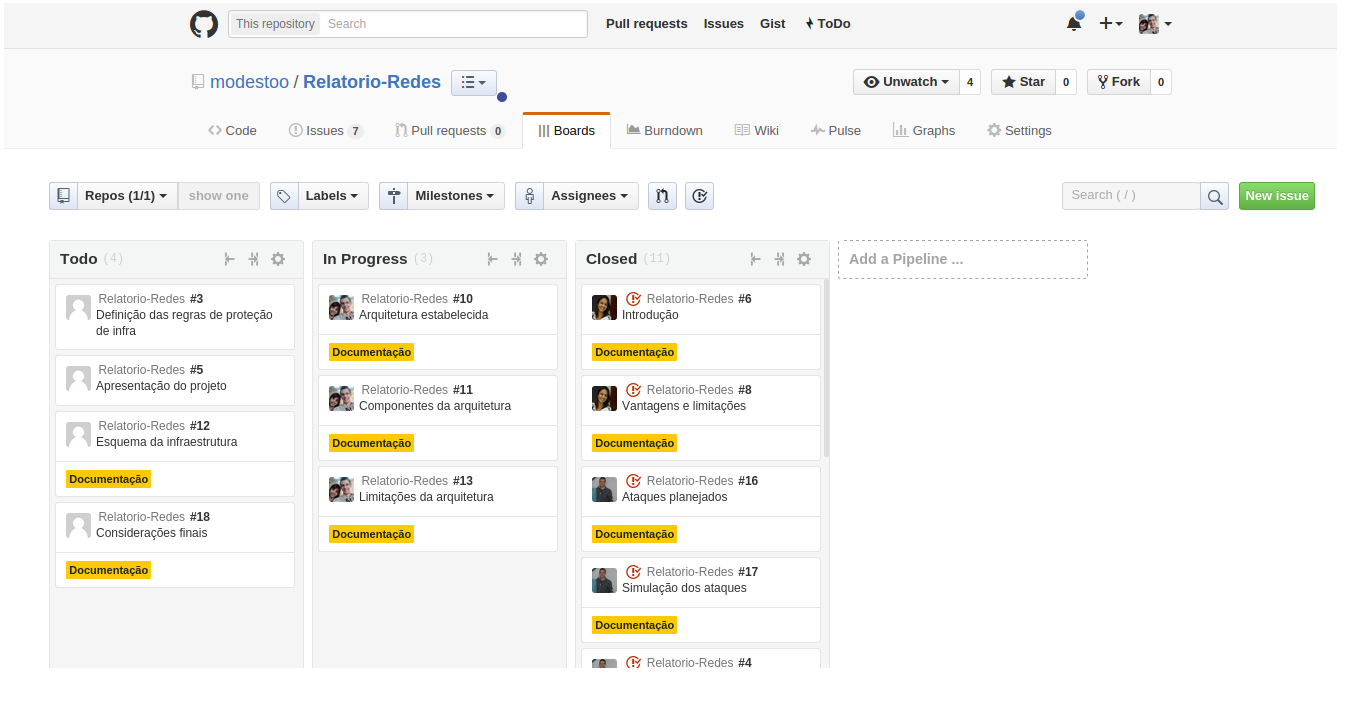 This repository Search Pull requests Issues Gist ToDo
modestoo / Relatorio-Redes Unwatch 4 Star 0 Fork 0
Code Issues 7 Pull requests 0 Boards Burndown Wiki Pulse Graphs Settings
Repos (1/1) show one Labels Milestones Assignees Search ( / ) New issue
Todo (4)
Relatorio-Redes #3
Definição das regras de proteção
de infra
Relatorio-Redes #5
Apresentação do projeto
Relatorio-Redes #12
Esquema da infraestrutura
Documentação
Relatorio-Redes #18
Considerações finais
Documentação
In Progress (3)
Relatorio-Redes #10
Arquitetura estabelecida
Documentação
Relatorio-Redes #11
Componentes da arquitetura
Documentação
Relatorio-Redes #13
Limitações da arquitetura
Documentação
Closed (11)
Relatorio-Redes #6
Introdução
Documentação
Relatorio-Redes #8
Vantagens e limitações
Documentação
Relatorio-Redes #16
Ataques planejados
Documentação
Relatorio-Redes #17
Simulação dos ataques
Documentação
Relatorio-Redes #4
Add a Pipeline ...